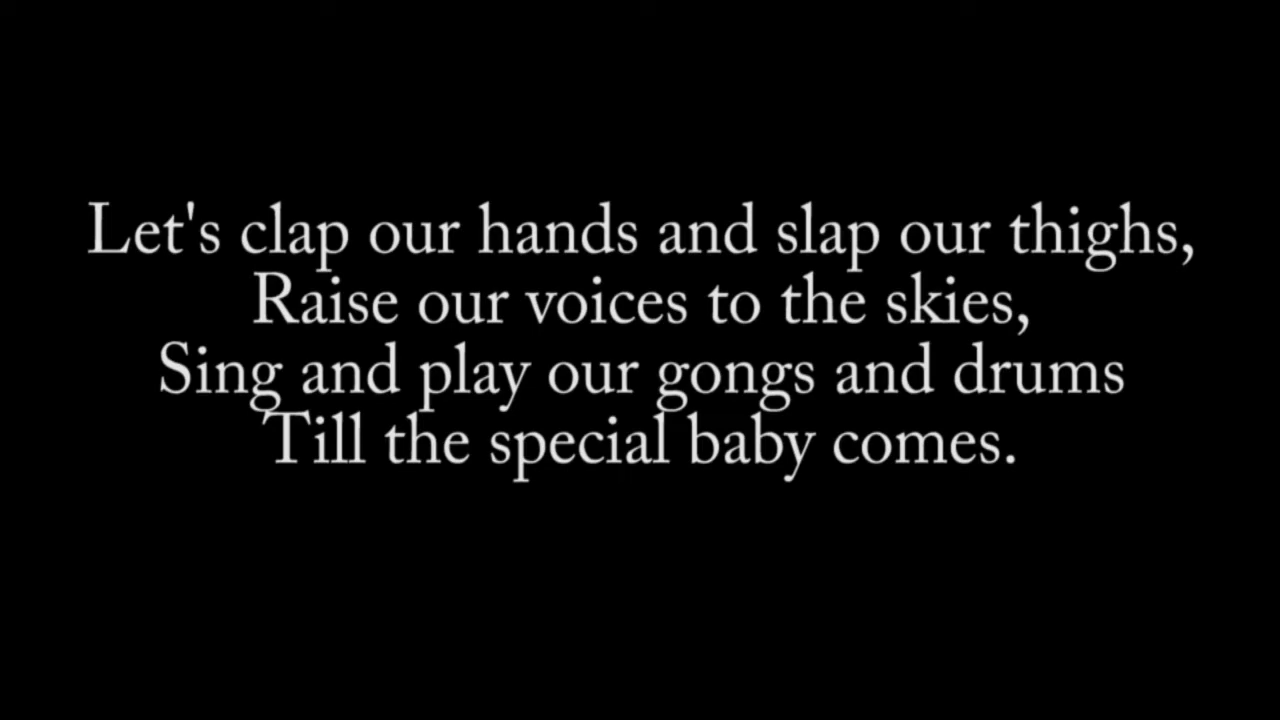 Let's clap our hands and slap our thighs,
Raise our voices to the skies,
Sing and play our gongs and drums
Till the special baby comes.